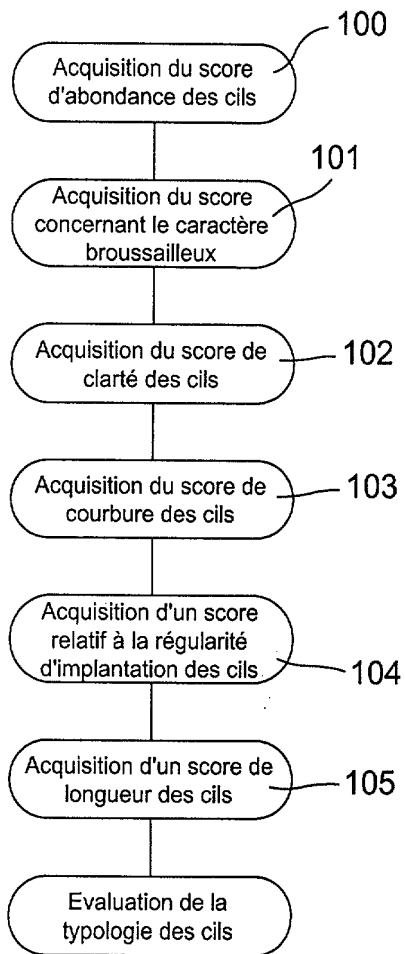 100
Acquisition du score
d'abondance des cils
101
Acquisition du score
concernant le caractère
broussailleux
Acquisition du score de
clarté des cils
102
Acquisition du score de
courbure des cils
103
Acquisition d'un score
relatif à la régularité
d'implantation des cils
104
Acquisition d'un score de
longueur des cils
105
Evaluation de la
typologie des cils